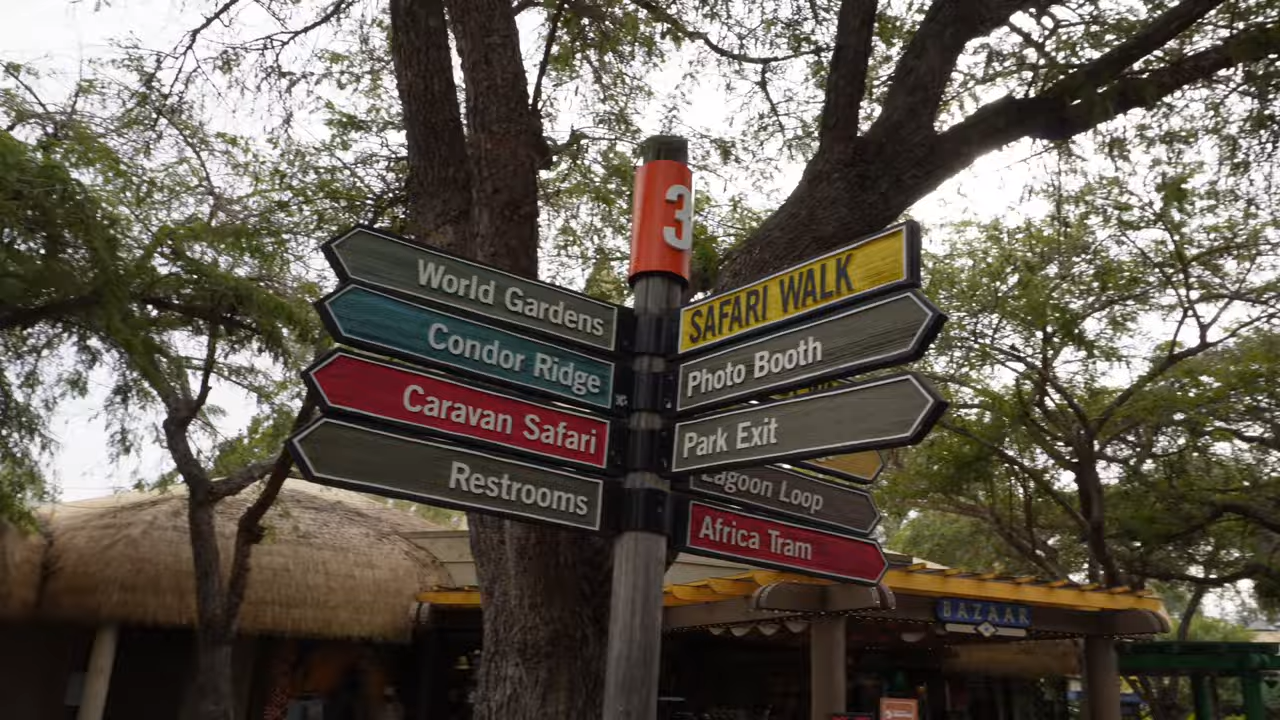 3
World Gardens
Condor Ridge
Caravan Safari
Restrooms
SAFARI WALK
Photo Booth
Park Exit
Lagoon Loop
Africa Tram
BAZAAR